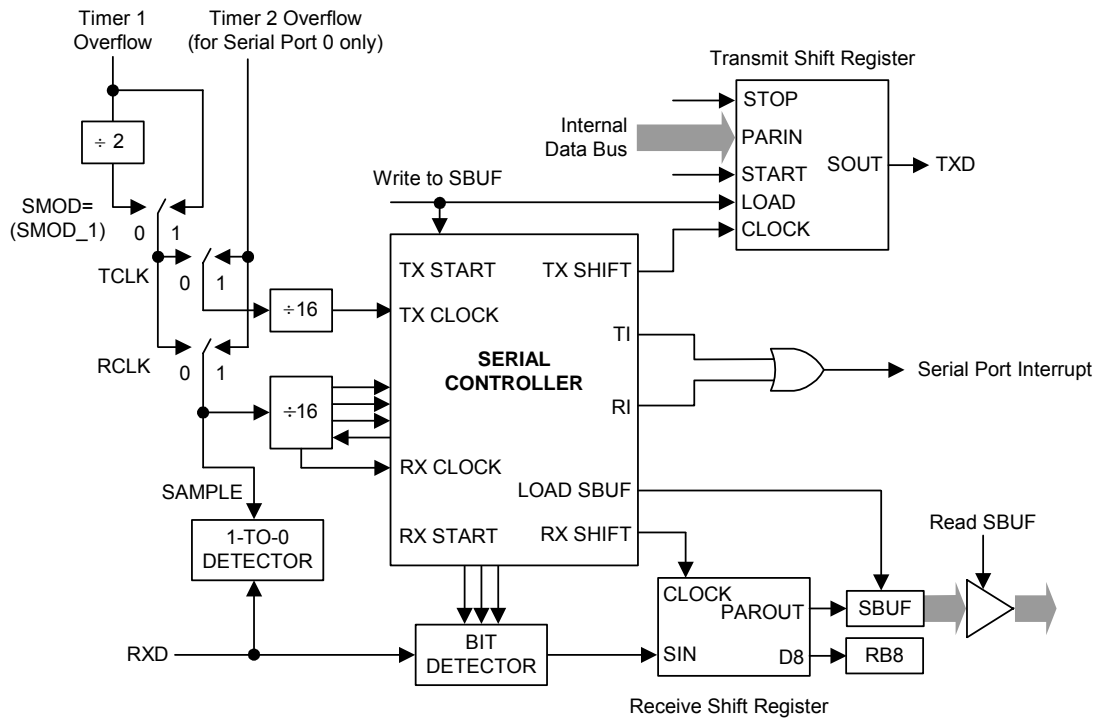 Timer 1
Overflow
Timer 2 Overflow
(for Serial Port 0 only)
Transmit Shift Register
÷ 2
STOP
Internal
Data Bus
PARIN
SOUT
TXD
START
Write to SBUF
LOAD
CLOCK
SMOD=
(SMOD_1)
0 1
TX START
TX SHIFT
TCLK
0 1
÷16
TX CLOCK
TI
SERIAL
CONTROLLER
Serial Port Interrupt
RCLK
0 1
÷16
RI
RX CLOCK
LOAD SBUF
SAMPLE
RX START
RX SHIFT
Read SBUF
1-TO-0
DETECTOR
CLOCK
PAROUT
SBUF
RXD
BIT
DETECTOR
SIN
D8
RB8
Receive Shift Register